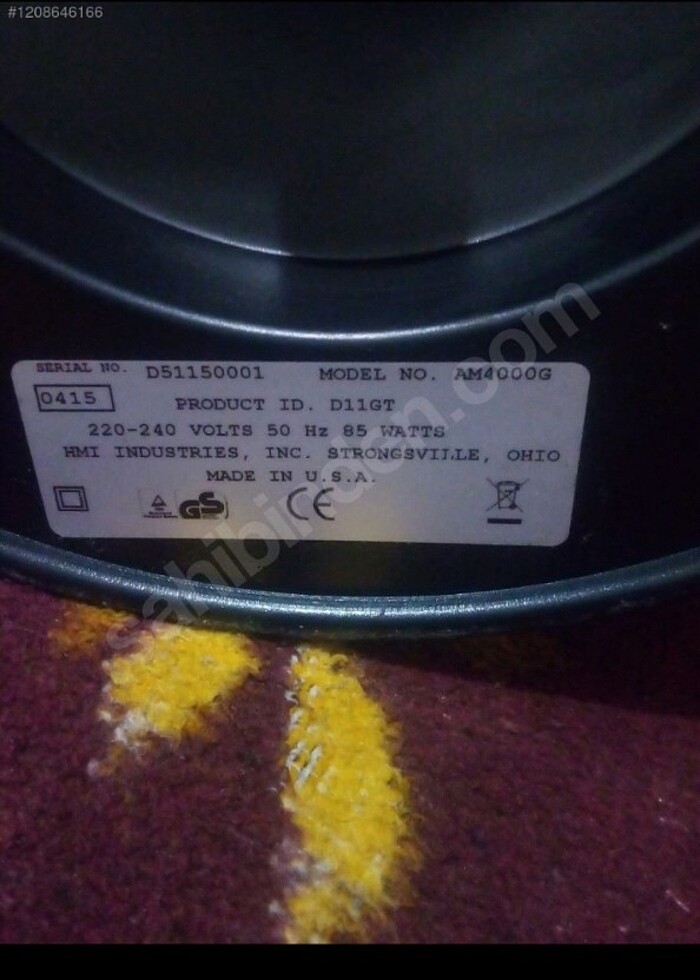 #1208646166
SERIAL NO. D51150001 MODEL NO. AM4000G
0415 PRODUCT ID. D11GT
220-240 VOLTS 50 Hz 85 WATTS
HMI INDUSTRIES, INC. STRONGSVILLE, OHIO
MADE IN U.S.A.
GS CE
sahibinden.com